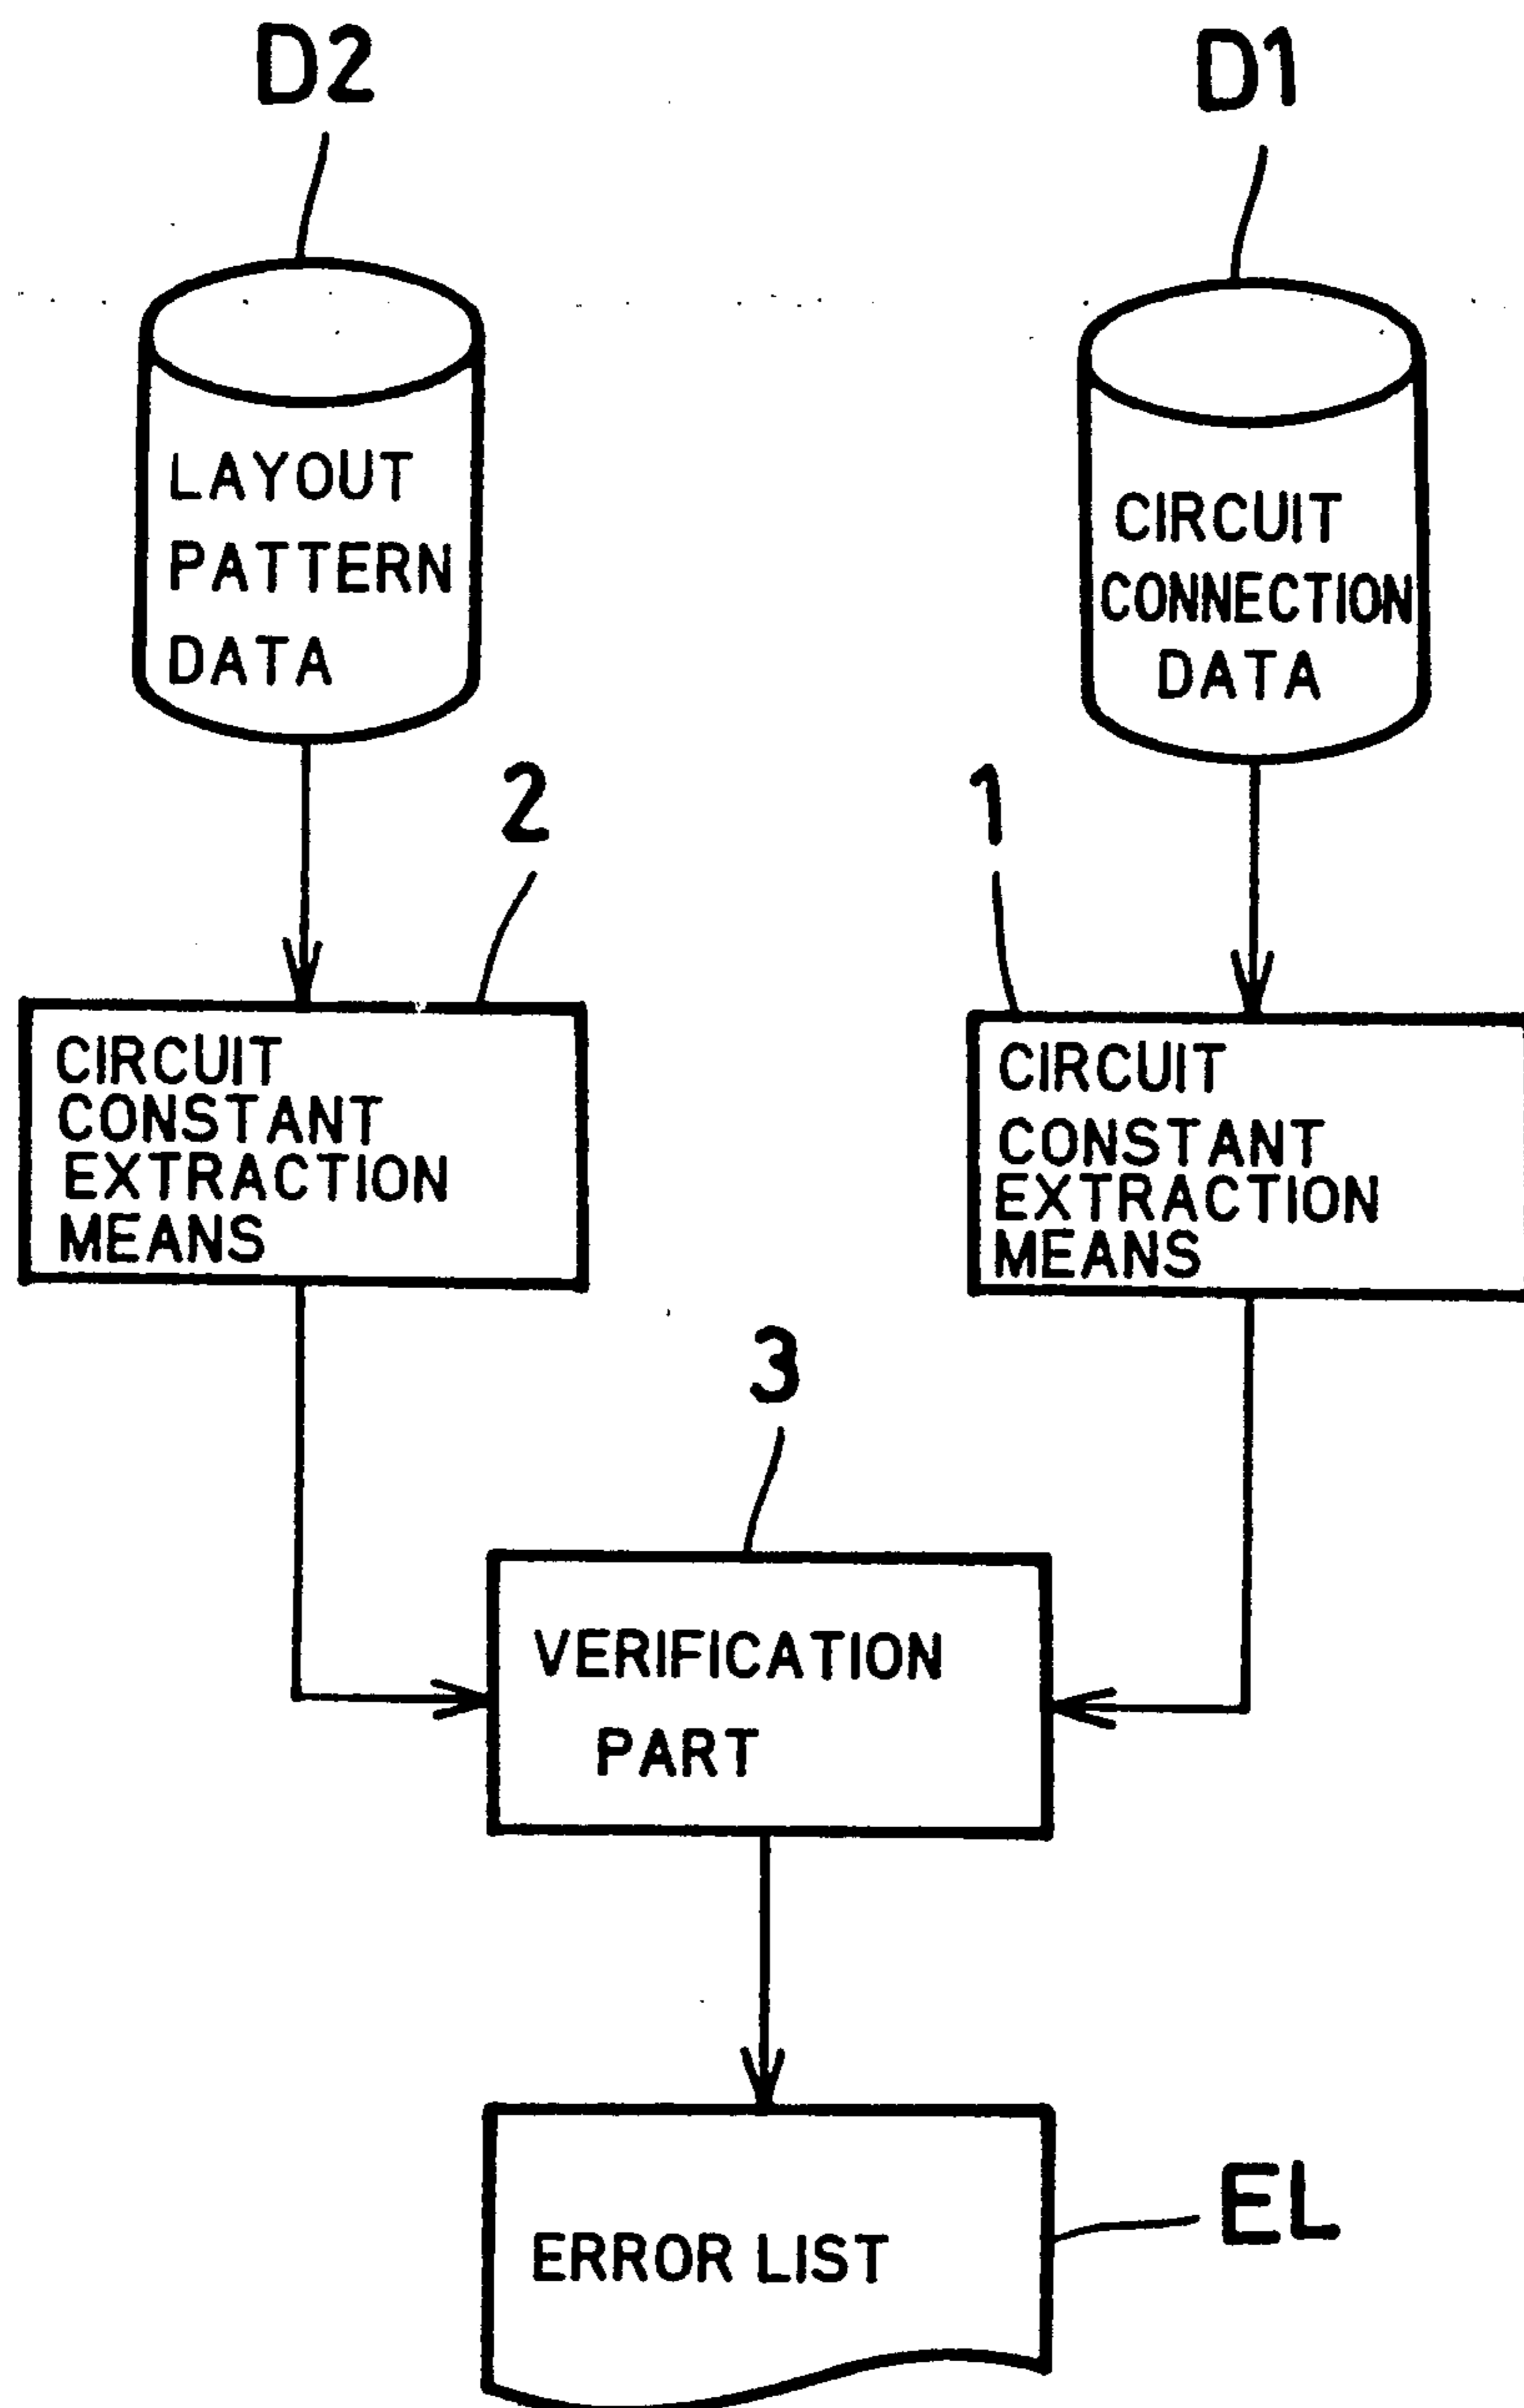 D2
D1
LAYOUT
PATTERN
DATA
CIRCUIT
CONNECTION
DATA
2
1
CIRCUIT
CONSTANT
EXTRACTION
MEANS
CIRCUIT
CONSTANT
EXTRACTION
MEANS
3
VERIFICATION
PART
ERROR LIST
EL